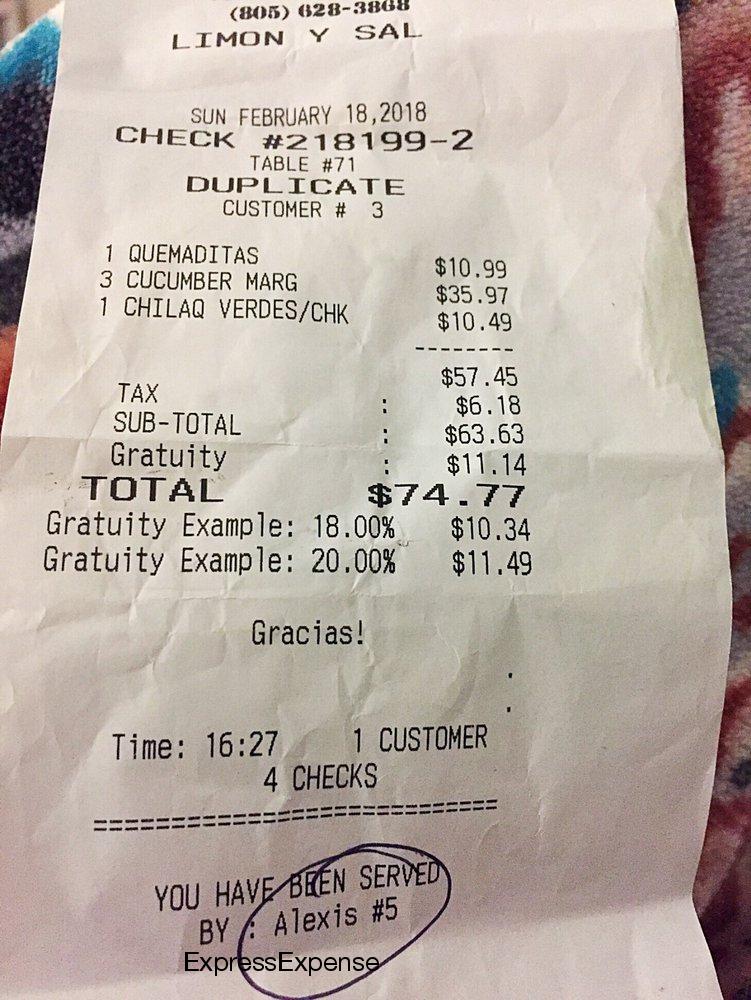 (805) 628-3868
LIMON Y SAL
SUN FEBRUARY 18,2018
CHECK #218199-2
TABLE #71
DUPLICATE
CUSTOMER # 3
1 QUEMADITAS $10.99
3 CUCUMBER MARG $35.97
1 CHILAQ VERDES/CHK $10.49
--------
$57.45
TAX : $6.18
SUB-TOTAL : $63.63
Gratuity : $11.14
TOTAL $74.77
Gratuity Example: 18.00% $10.34
Gratuity Example: 20.00% $11.49
Gracias!
Time: 16:27 1 CUSTOMER
4 CHECKS
============================
YOU HAVE BEEN SERVED
BY : Alexis #5
ExpressExpense